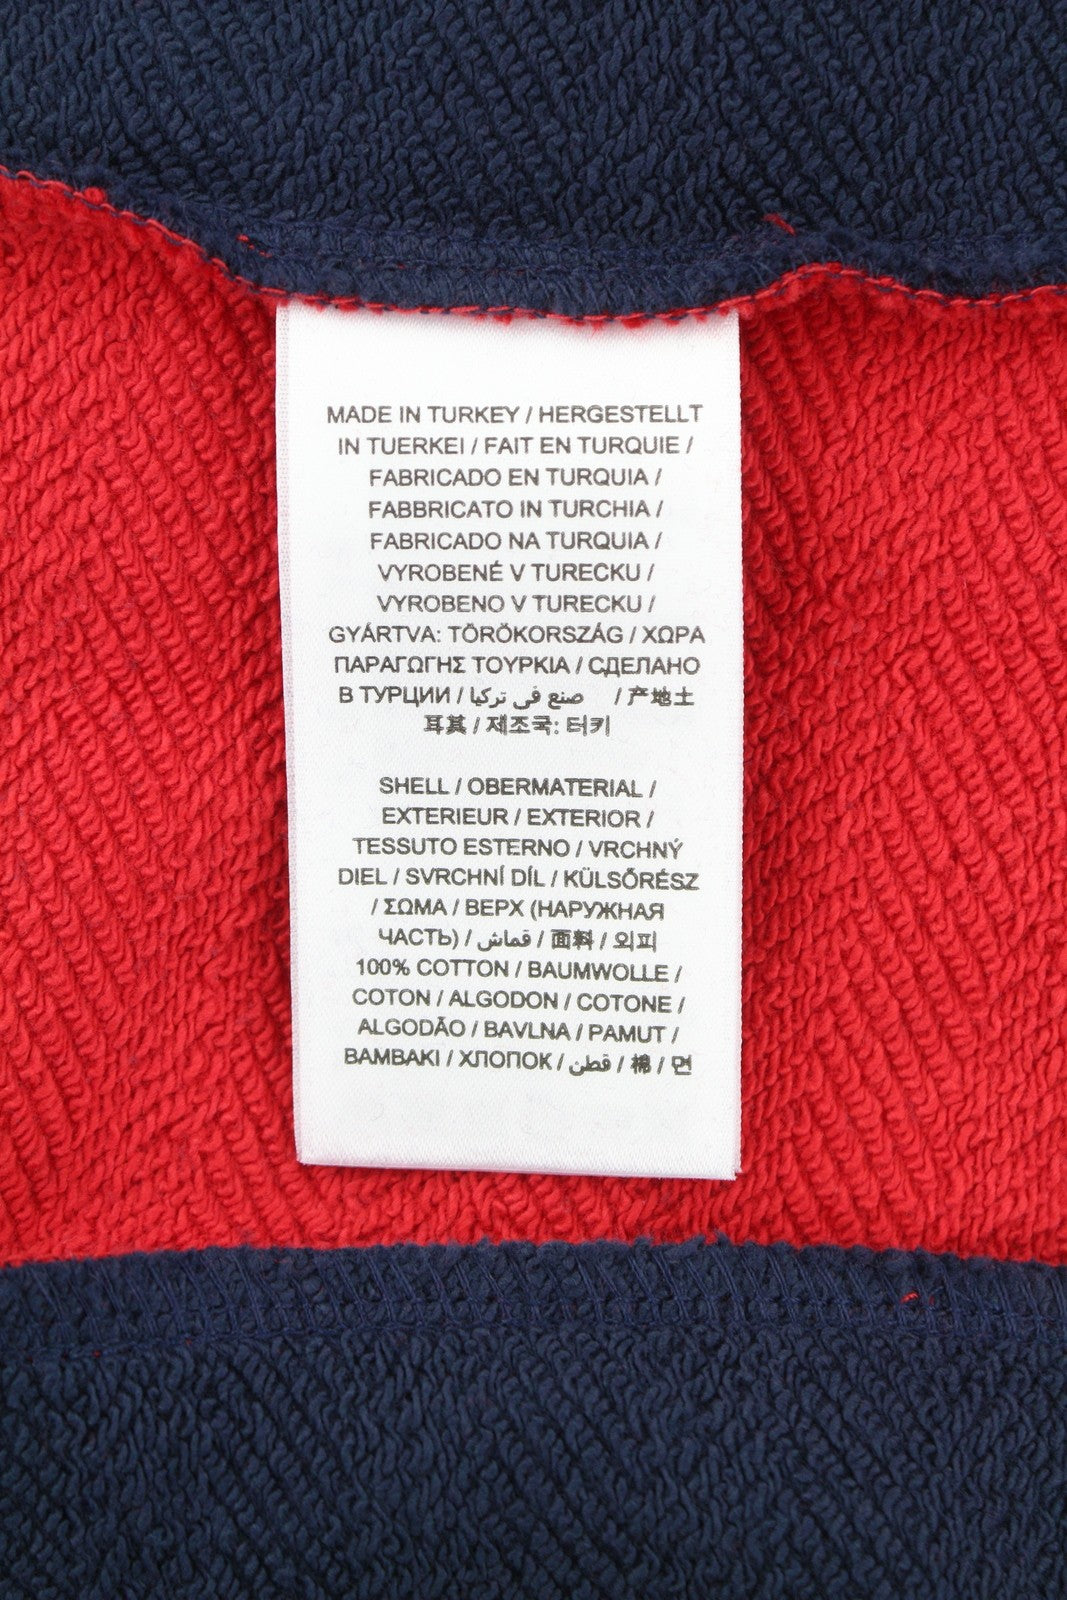 MADE IN TURKEY / HERGESTELLT
IN TUERKEI / FAIT EN TURQUIE /
FABRICADO EN TURQUIA /
FABBRICATO IN TURCHIA /
FABRICADO NA TURQUIA /
VYROBENÉ V TURECKU /
VYROBENO V TURECKU /
GYÁRTVA: TÖRÖKORSZÁG / ΧΩΡΑ
ΠΑΡΑΓΩΓΗΣ ΤΟΥΡΚΙΑ / СДЕЛАНО
В ТУРЦИИ / صنع في تركيا / 产地土
耳其 / 제조국: 터키
SHELL / OBERMATERIAL /
EXTERIEUR / EXTERIOR /
TESSUTO ESTERNO / VRCHNÝ
DIEL / SVRCHNÍ DÍL / KÜLSŐRÉSZ
/ ΣΩΜΑ / ВЕРХ (НАРУЖНАЯ
ЧАСТЬ) / قماش / 面料 / 외피
100% COTTON / BAUMWOLLE /
COTON / ALGODON / COTONE /
ALGODÃO / BAVLNA / PAMUT /
ΒΑΜΒΑΚΙ / ХЛОПОК / قطن / 棉 / 면